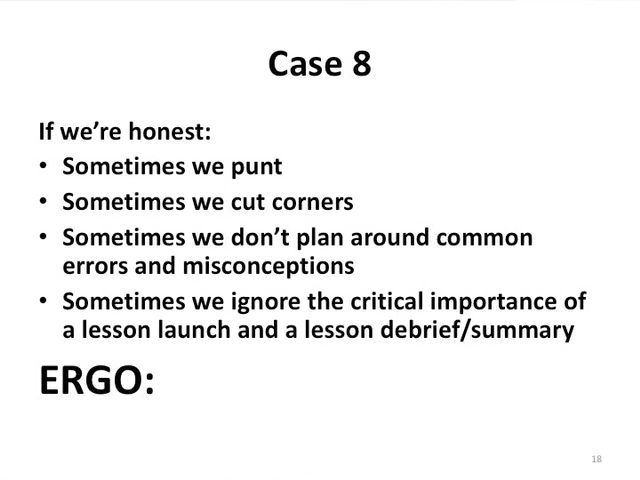 Case 8
If we’re honest:
• Sometimes we punt
• Sometimes we cut corners
• Sometimes we don’t plan around common
errors and misconceptions
• Sometimes we ignore the critical importance of
a lesson launch and a lesson debrief/summary
ERGO:
18